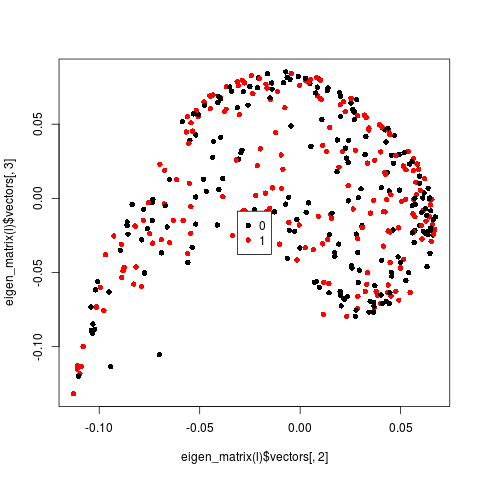 eigen_matrix(l)$vectors[, 3]
0.05
0.00
-0.05
-0.10
0
1
-0.10 -0.05 0.00 0.05
eigen_matrix(l)$vectors[, 2]